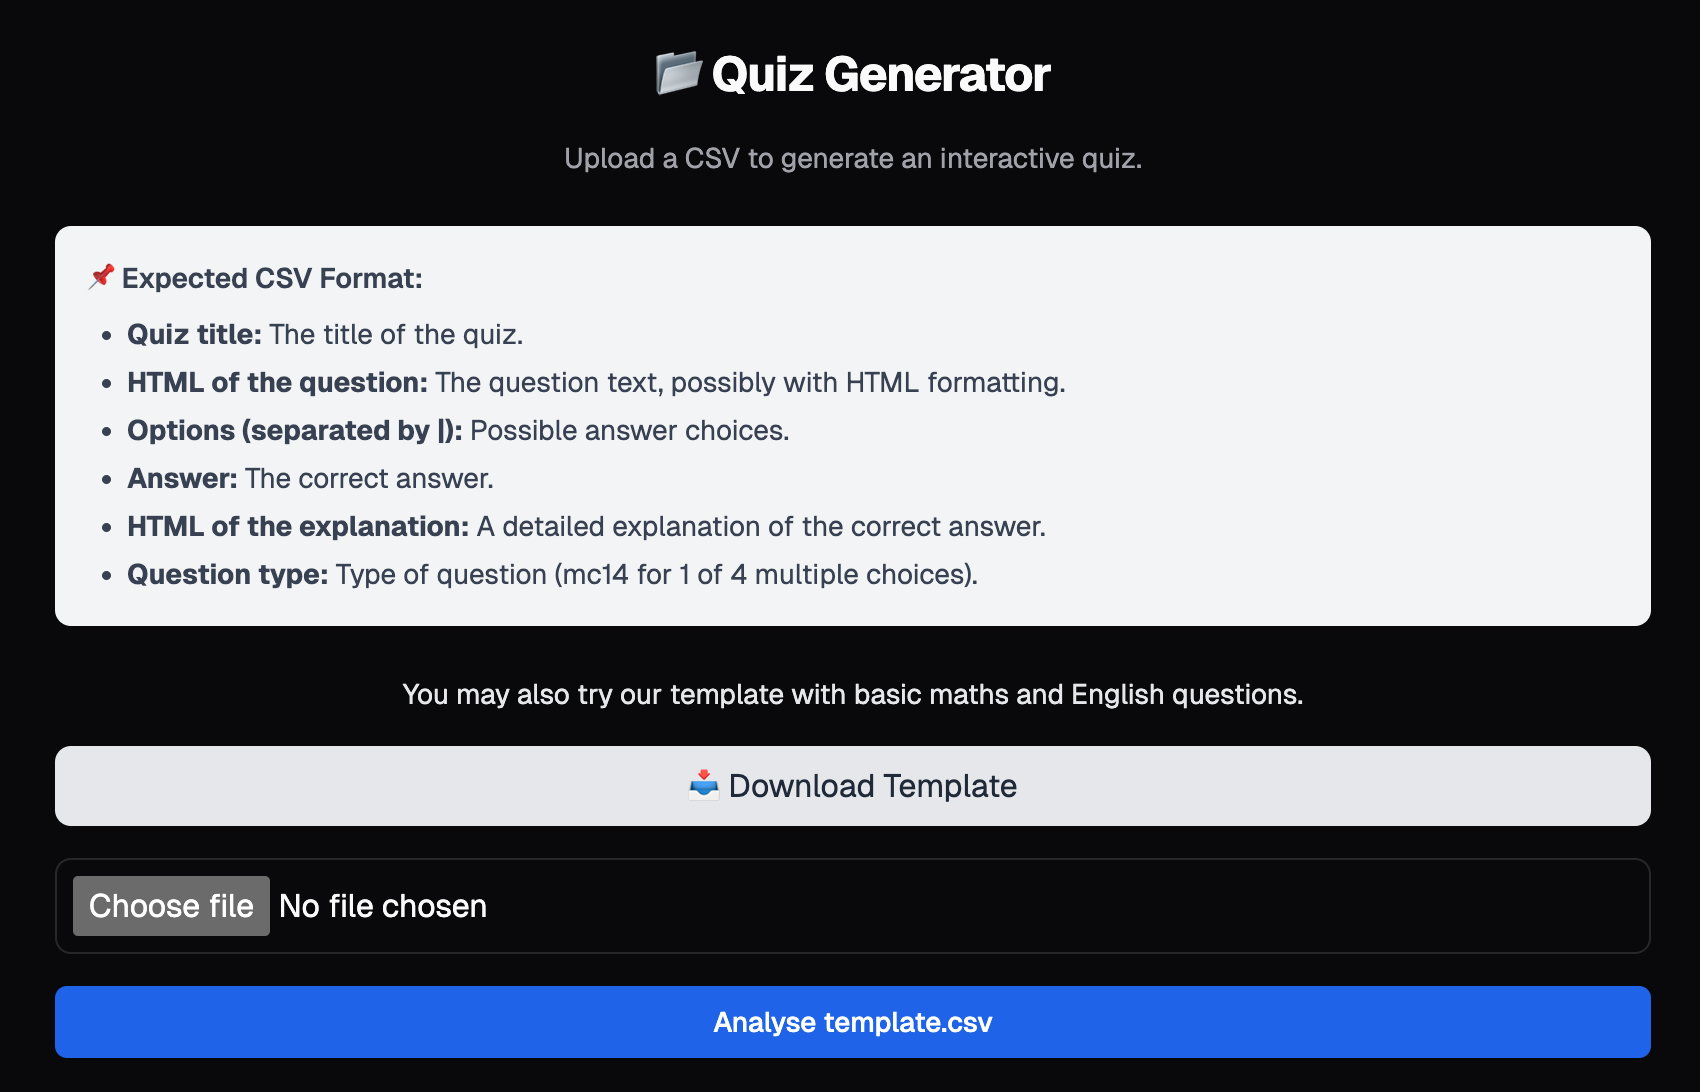 Quiz Generator
Upload a CSV to generate an interactive quiz.
Expected CSV Format:
• Quiz title: The title of the quiz.
• HTML of the question: The question text, possibly with HTML formatting.
• Options (separated by |): Possible answer choices.
• Answer: The correct answer.
• HTML of the explanation: A detailed explanation of the correct answer.
• Question type: Type of question (mc14 for 1 of 4 multiple choices).
You may also try our template with basic maths and English questions.
Download Template
Choose file No file chosen
Analyse template.csv